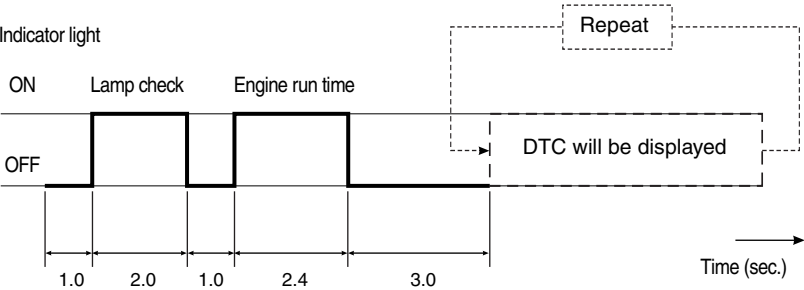 Repeat
Indicator light
ON Lamp check Engine run time
DTC will be displayed
OFF
Time (sec.)
1.0 2.0 1.0 2.4 3.0